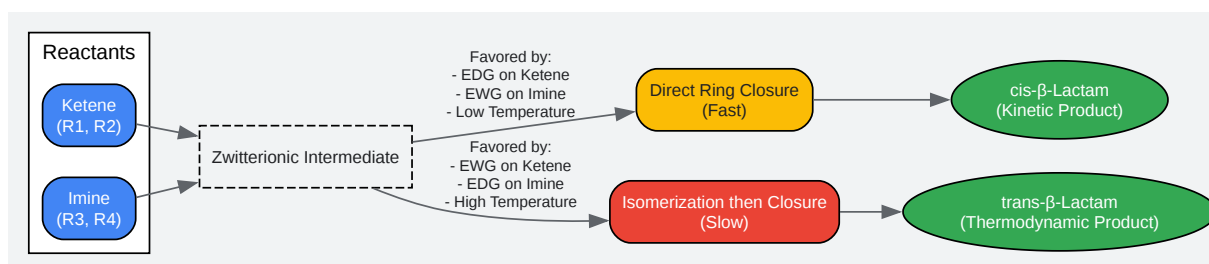 Reactants
Ketene
(R1, R2)
Imine
(R3, R4)
Zwitterionic Intermediate
Favored by:
- EDG on Ketene
- EWG on Imine
- Low Temperature
Favored by:
- EWG on Ketene
- EDG on Imine
- High Temperature
Direct Ring Closure
(Fast)
Isomerization then Closure
(Slow)
cis-β-Lactam
(Kinetic Product)
trans-β-Lactam
(Thermodynamic Product)